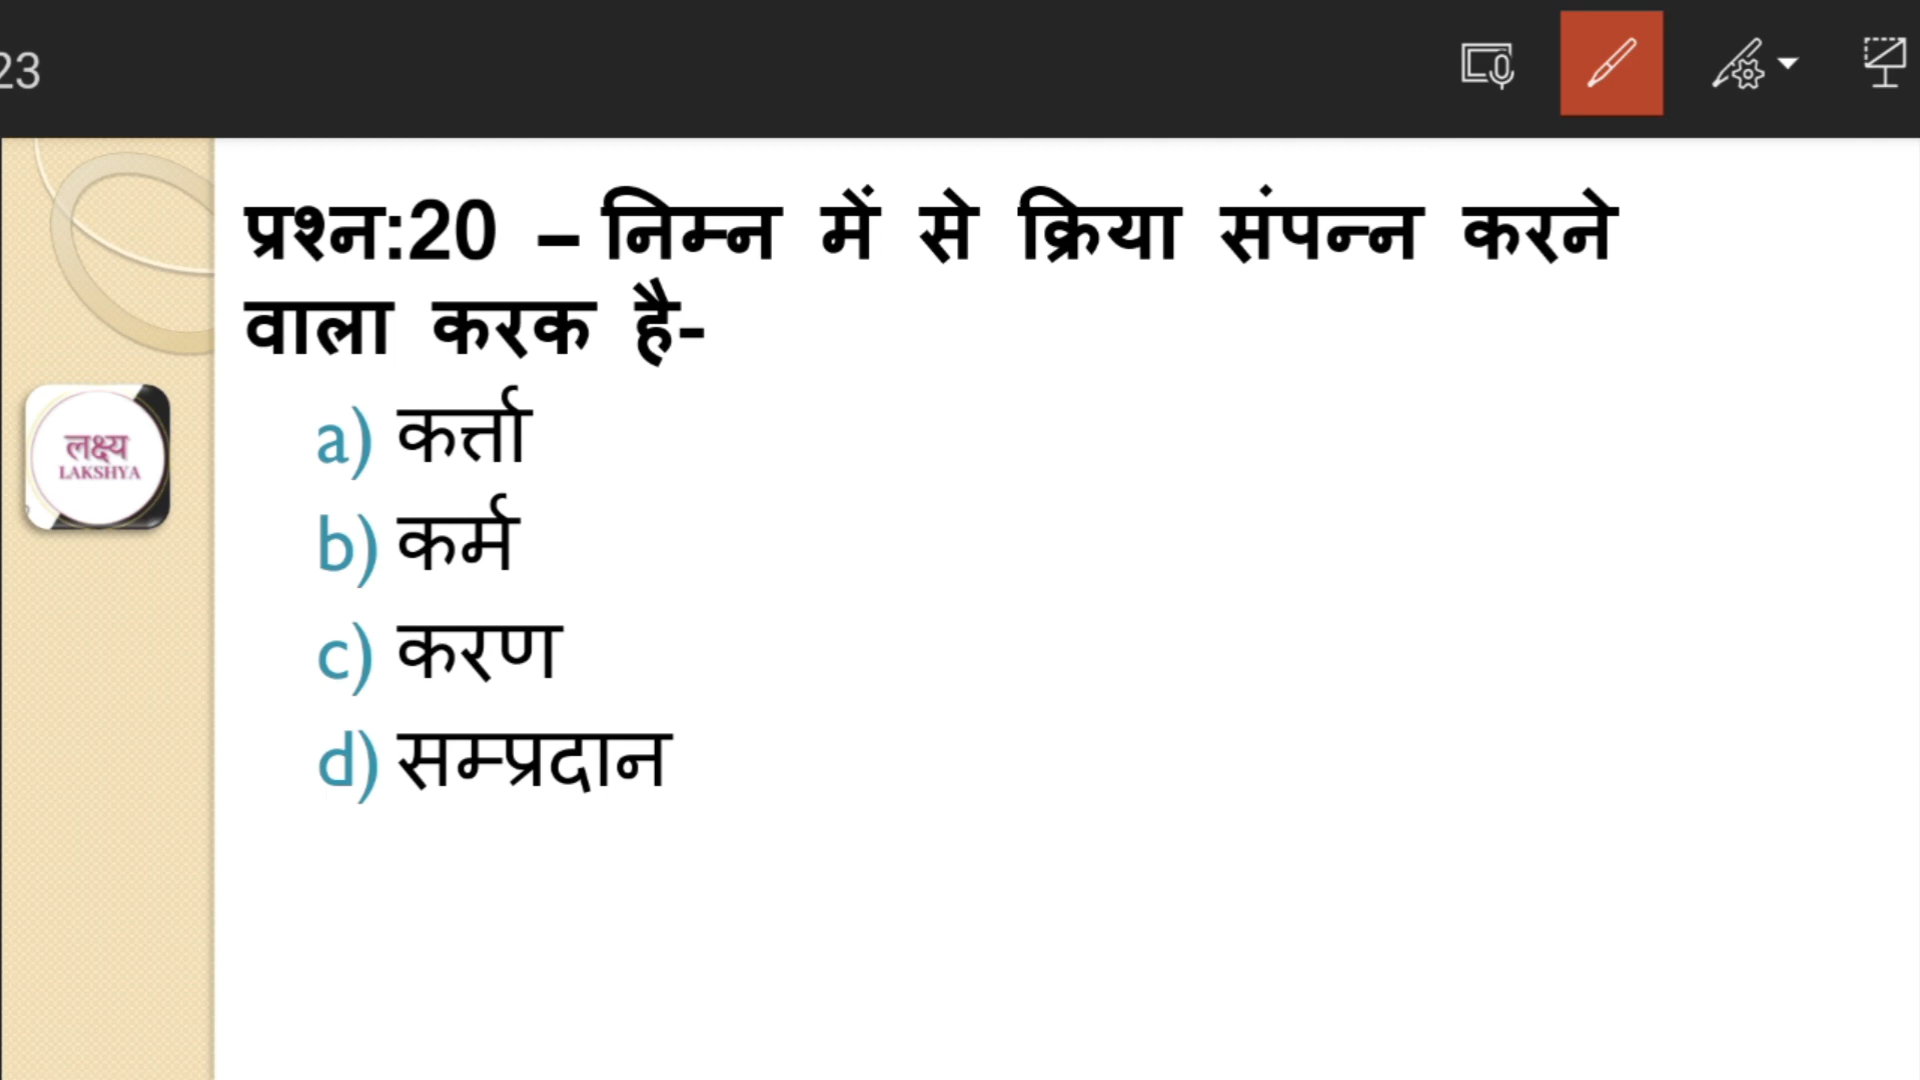 23
प्रश्न:20 – निम्न में से क्रिया संपन्न करने
वाला करक है-
लक्ष्य
LAKSHYA
a) कर्त्ता
b) कर्म
c) करण
d) सम्प्रदान